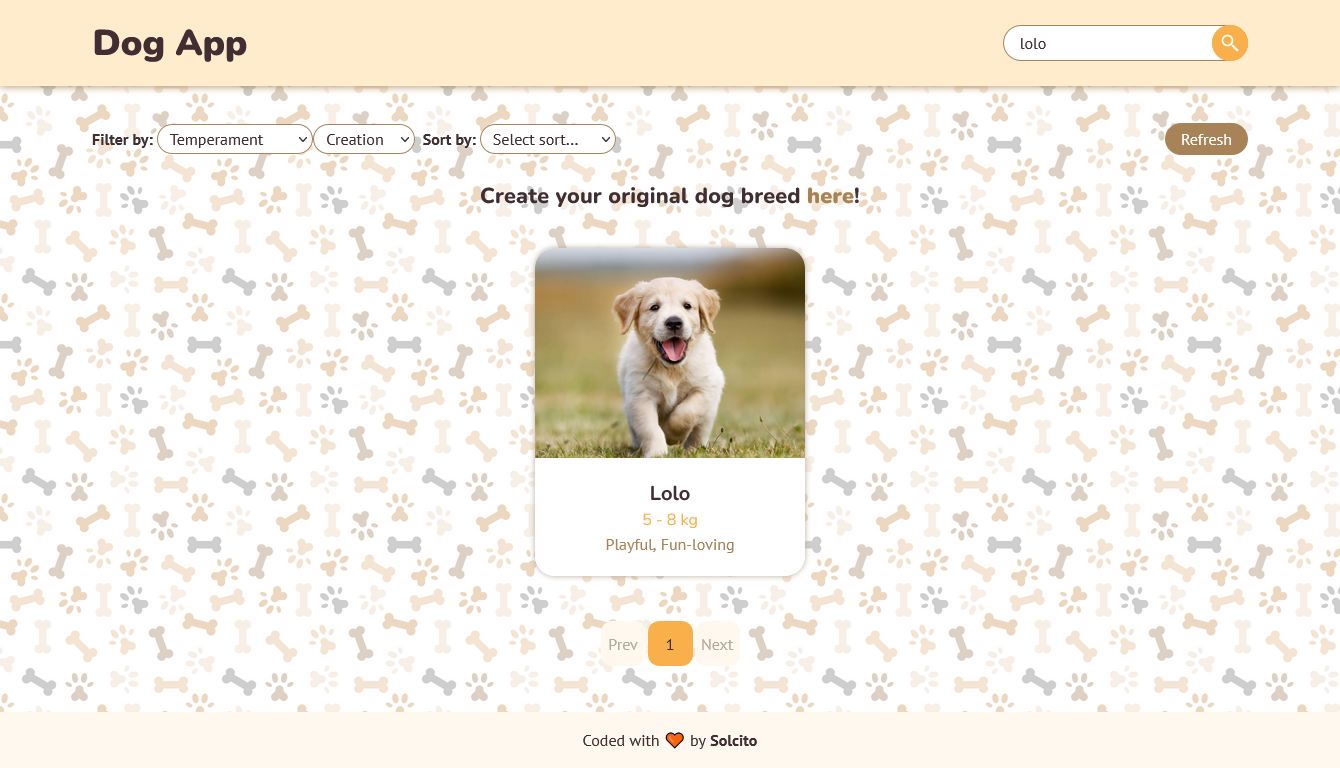 Dog App
lolo
Filter by: Temperament Creation Sort by: Select sort... Refresh
Create your original dog breed here!
Lolo
5 - 8 kg
Playful, Fun-loving
Prev 1 Next
Coded with 🧡 by Solcito